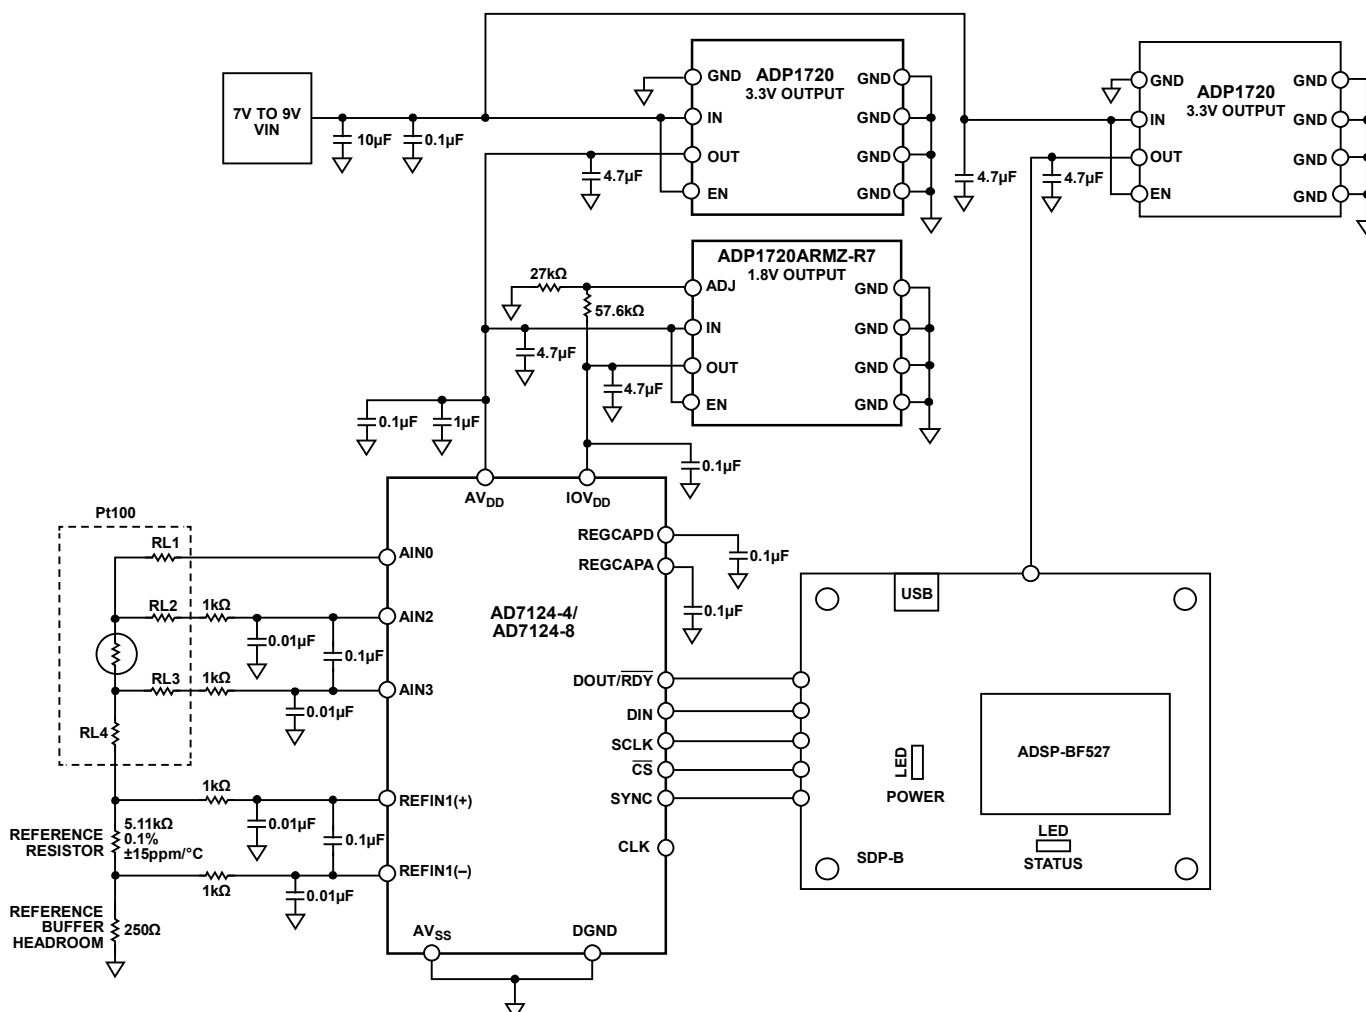 7V TO 9V
VIN
10µF
0.1µF
GND
IN
OUT
EN
ADP1720
3.3V OUTPUT
GND
GND
GND
GND
4.7µF
4.7µF
4.7µF
GND
IN
OUT
EN
ADP1720
3.3V OUTPUT
GND
GND
GND
GND
27kΩ
57.6kΩ
ADP1720ARMZ-R7
1.8V OUTPUT
ADJ
IN
OUT
EN
GND
GND
GND
GND
4.7µF
4.7µF
0.1µF
1µF
0.1µF
AVDD
IOVDD
Pt100
RL1
RL2
RL3
RL4
1kΩ
1kΩ
0.01µF
0.1µF
0.01µF
AIN0
AIN2
AIN3
AD7124-4/
AD7124-8
REGCAPD
REGCAPA
0.1µF
0.1µF
DOUT/RDY
DIN
SCLK
CS
SYNC
CLK
REFIN1(+)
REFIN1(–)
1kΩ
0.01µF
0.1µF
1kΩ
0.01µF
REFERENCE
RESISTOR
5.11kΩ
0.1%
±15ppm/°C
REFERENCE
BUFFER
HEADROOM
250Ω
AVSS
DGND
USB
ADSP-BF527
LED
POWER
LED
STATUS
SDP-B